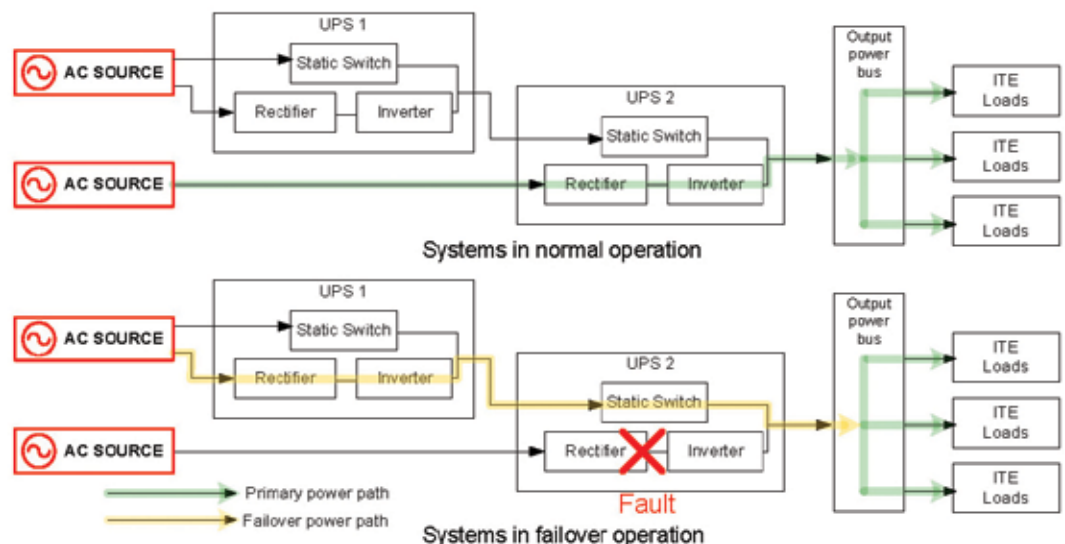 UPS 1
Static Switch
AC SOURCE
Rectifier
Inverter
UPS 2
Static Switch
AC SOURCE
Rectifier
Inverter
Output
power
bus
ITE
Loads
ITE
Loads
ITE
Loads
Systems in normal operation
UPS 1
Static Switch
AC SOURCE
Rectifier
Inverter
UPS 2
Static Switch
AC SOURCE
Rectifier
Inverter
Fault
Output
power
bus
ITE
Loads
ITE
Loads
ITE
Loads
Primary power path
Failover power path
Systems in failover operation